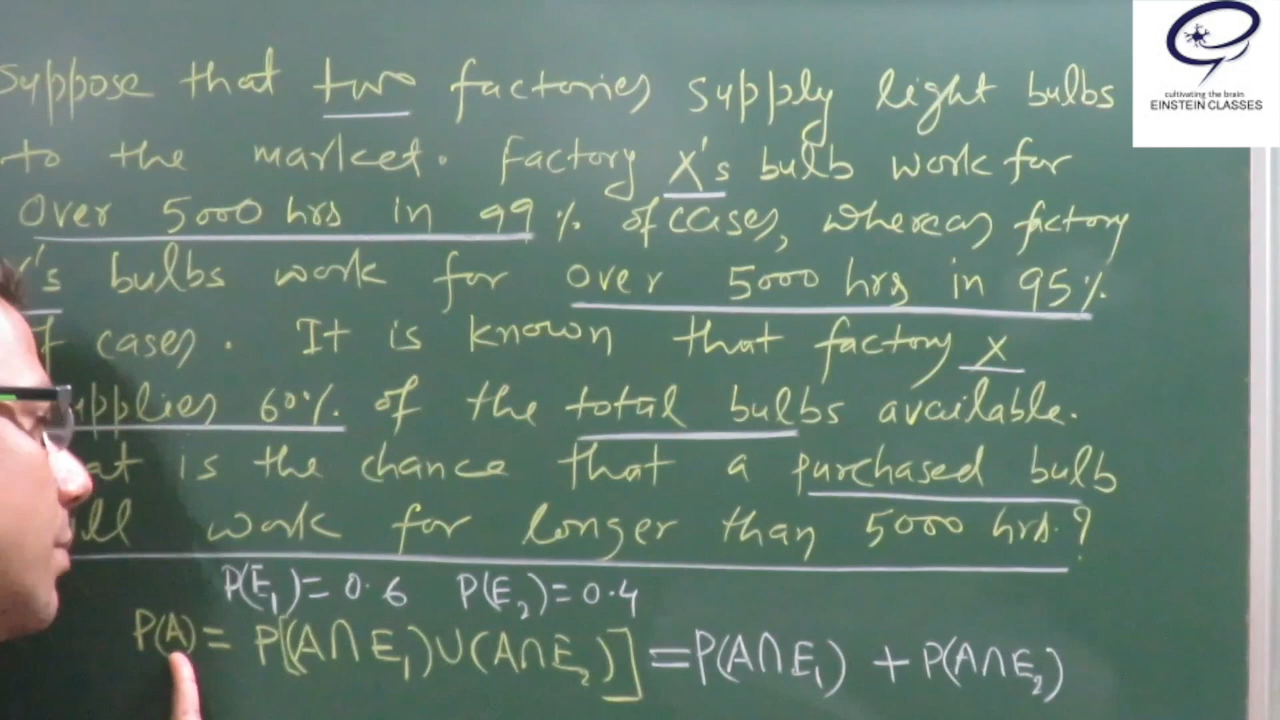 Suppose that two factories supply light bulbs
to the market. Factory X's bulb work for
Over 5000 hrs in 99% of cases, whereas factory
's bulbs work for over 5000 hrs in 95%
cases. It is known that factory X
upplies 60% of the total bulbs available.
at is the chance that a purchased bulb
ill work for longer than 5000 hrs.?
P(E₁)=0.6 P(E₂)=0.4
P(A)= P[(A∩E₁)∪(A∩E₂)] =P(A∩E₁) + P(A∩E₂)
cultivating the brain
EINSTEIN CLASSES